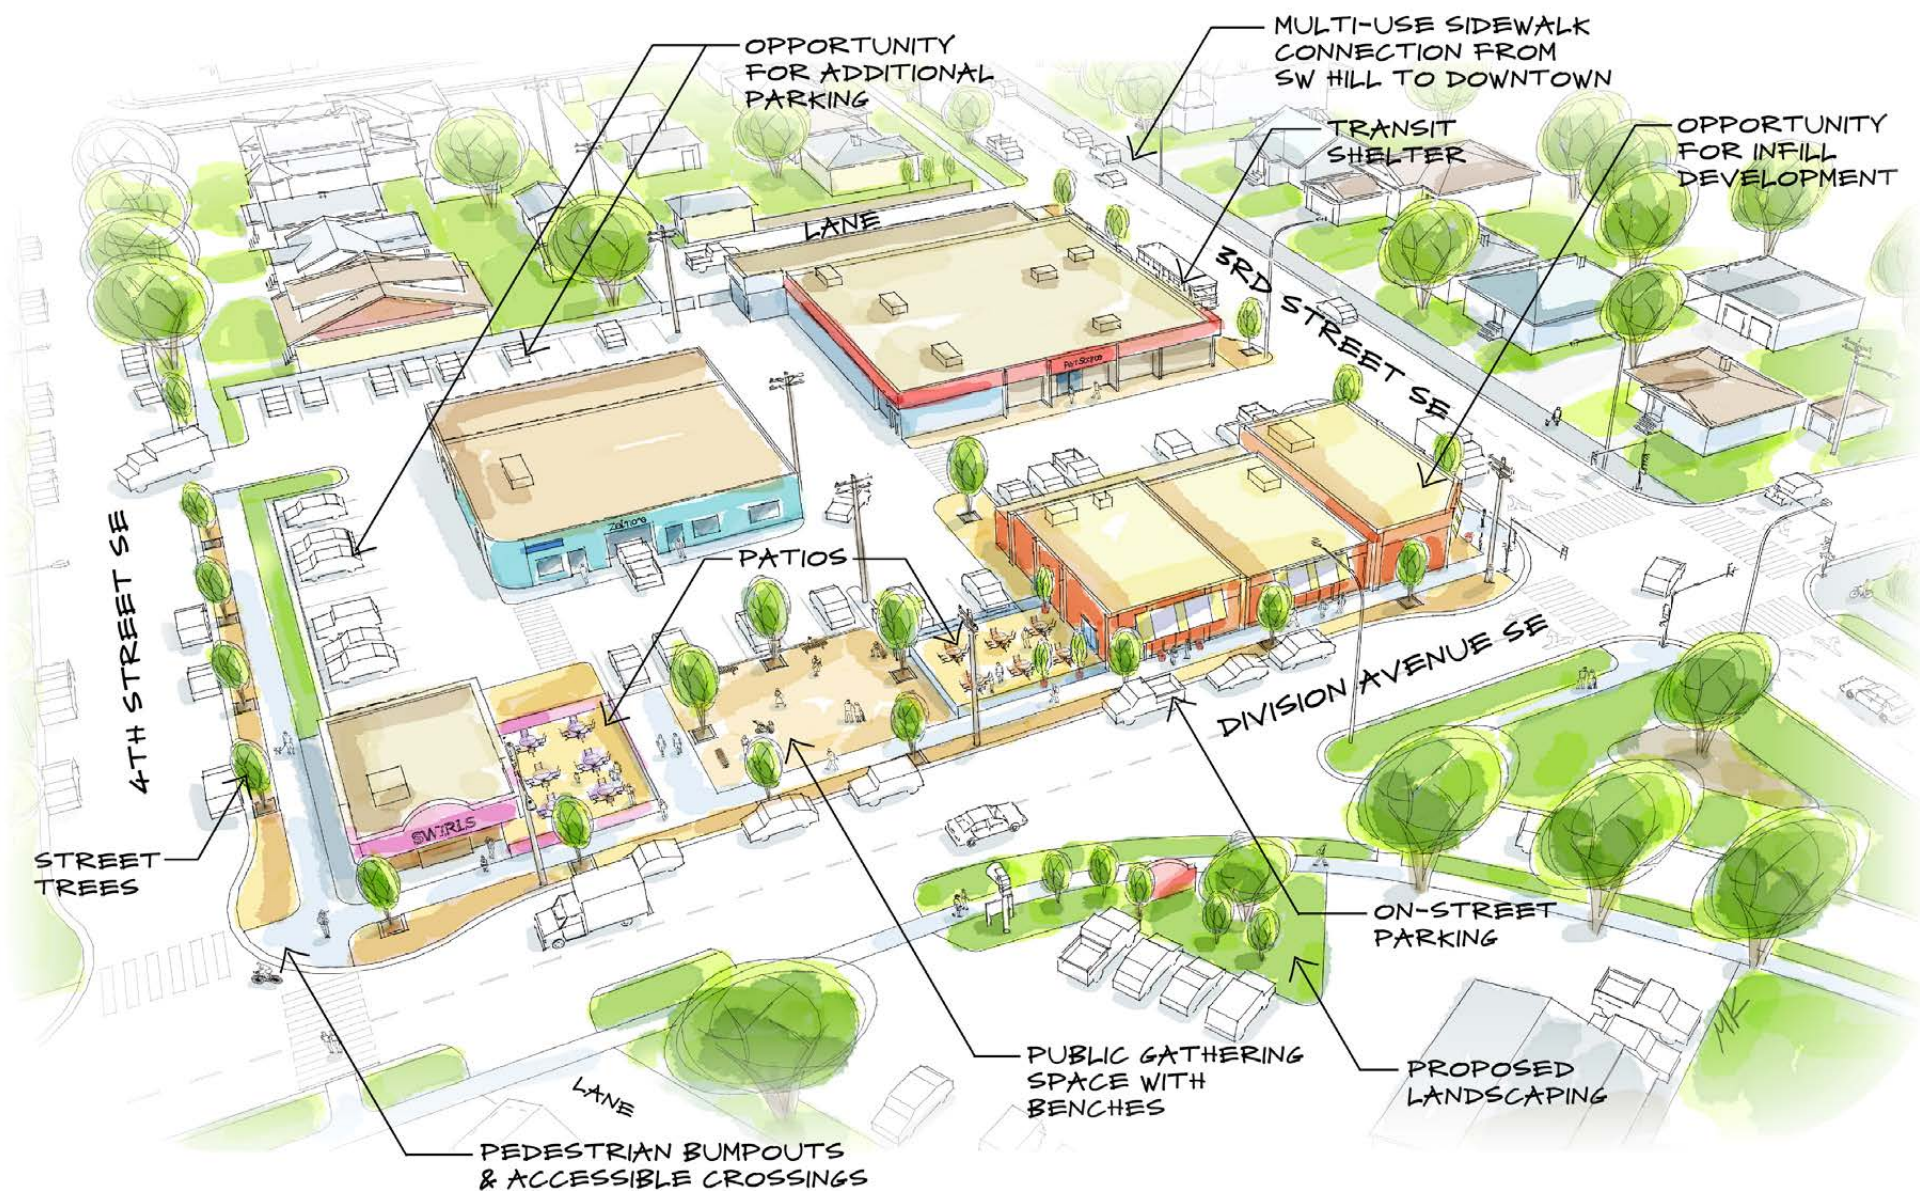 OPPORTUNITY
FOR ADDITIONAL
PARKING
MULTI-USE SIDEWALK
CONNECTION FROM
SW HILL TO DOWNTOWN
TRANSIT
SHELTER
OPPORTUNITY
FOR INFILL
DEVELOPMENT
LANE
3RD STREET SE
4TH STREET SE
PATIOS
DIVISION AVENUE SE
SWIRLS
STREET
TREES
ON-STREET
PARKING
PUBLIC GATHERING
SPACE WITH
BENCHES
PROPOSED
LANDSCAPING
LANE
PEDESTRIAN BUMPOUTS
& ACCESSIBLE CROSSINGS
MK